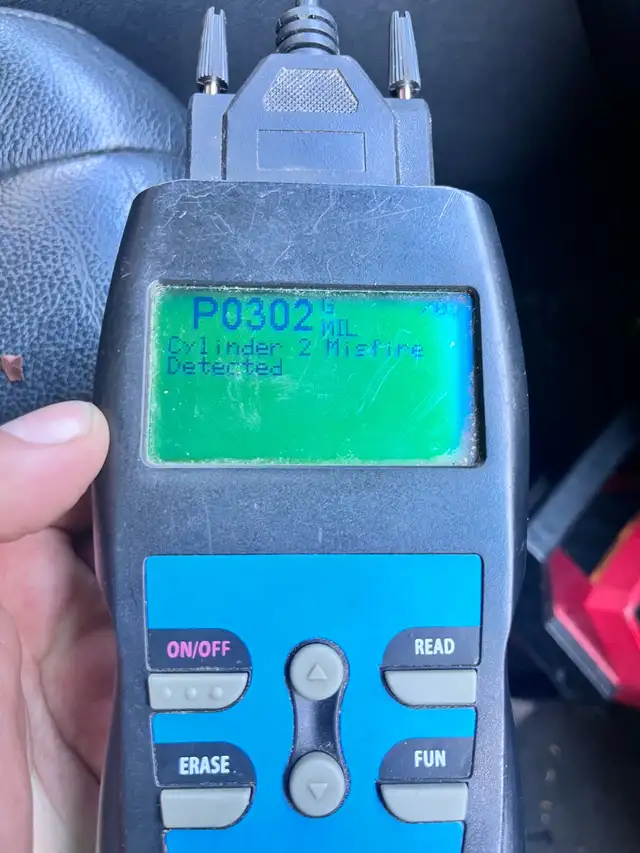 P0302 G
MIL
Cylinder 2 Misfire
Detected
ON/OFF
READ
ERASE
FUN